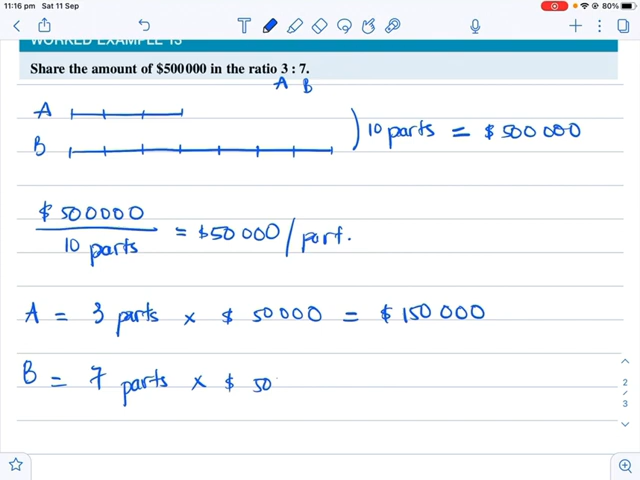 11:16 pm Sat 11 Sep
80%
WORKED EXAMPLE 13
Share the amount of $500 000 in the ratio 3 : 7.
A B
A
B
10 parts = $ 500 000
$ 500000
10 parts
= $50 000 / part.
A = 3 parts × $ 50000 = $ 150 000
B = 7 parts × $ 50
2
/
3